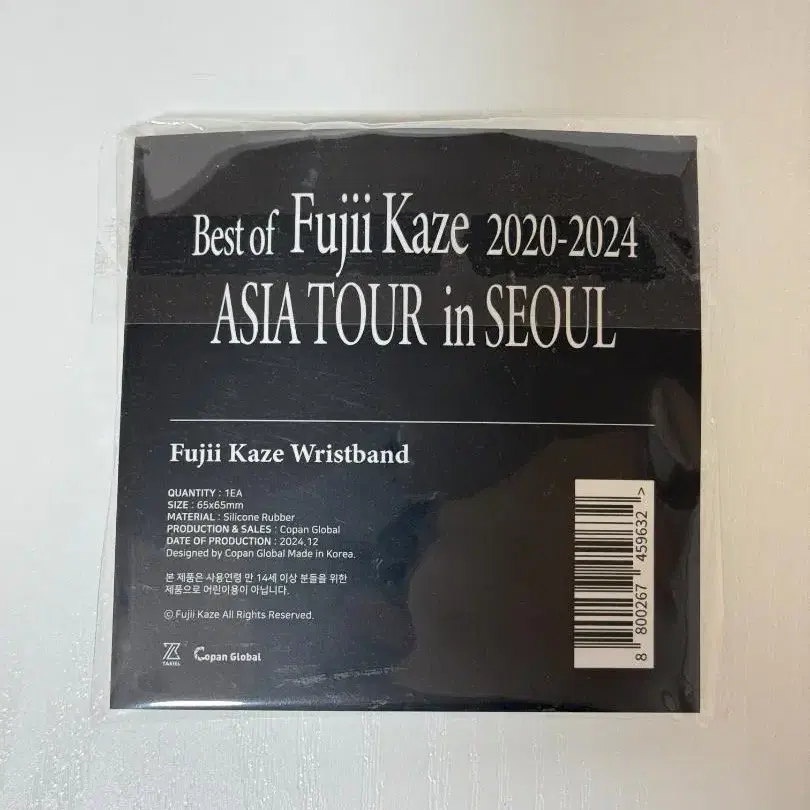 Best of Fujii Kaze 2020-2024
ASIA TOUR in SEOUL
Fujii Kaze Wristband
QUANTITY : 1EA
SIZE : 65x65mm
MATERIAL : Silicone Rubber
PRODUCTION & SALES : Copan Global
DATE OF PRODUCTION : 2024.12
Designed by Copan Global Made in Korea.
본 제품은 사용연령 만 14세 이상 분들을 위한
제품으로 어린이용이 아닙니다.
© Fujii Kaze All Rights Reserved.
TAKIEL
Copan Global
8 800267 459632 >